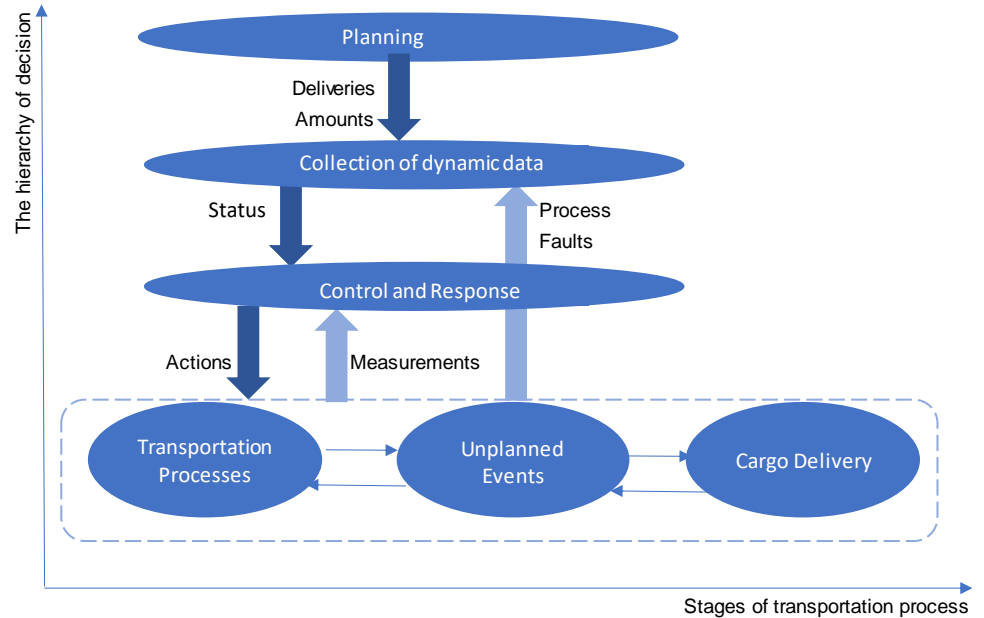 The hierarchy of decision
Planning
Deliveries
Amounts
Collection of dynamic data
Status
Process
Faults
Control and Response
Actions
Measurements
Transportation
Processes
Unplanned
Events
Cargo Delivery
Stages of transportation process